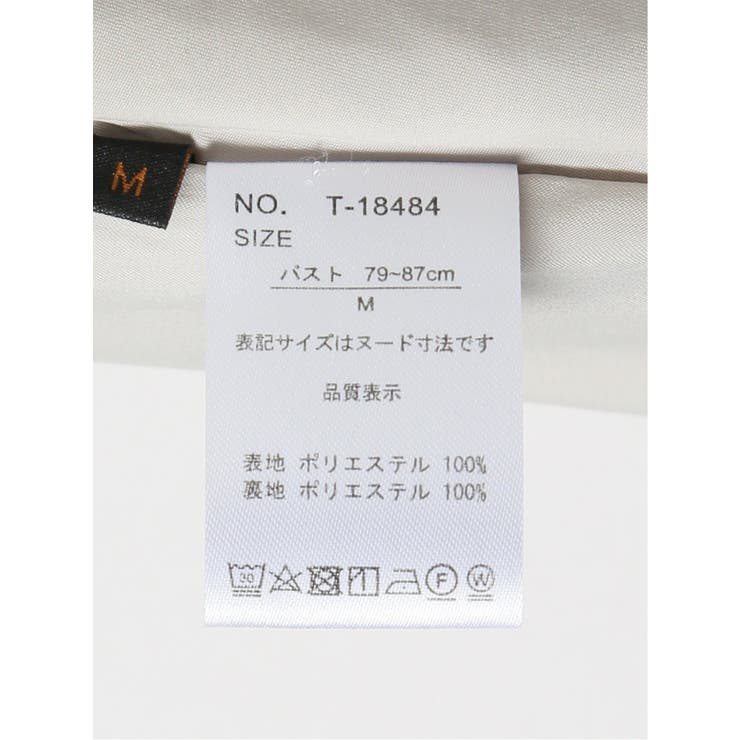 M
NO. T-18484
SIZE
バスト 79~87cm
M
表記サイズはヌード寸法です
品質表示
表地 ポリエステル 100%
裏地 ポリエステル 100%
30
F
W